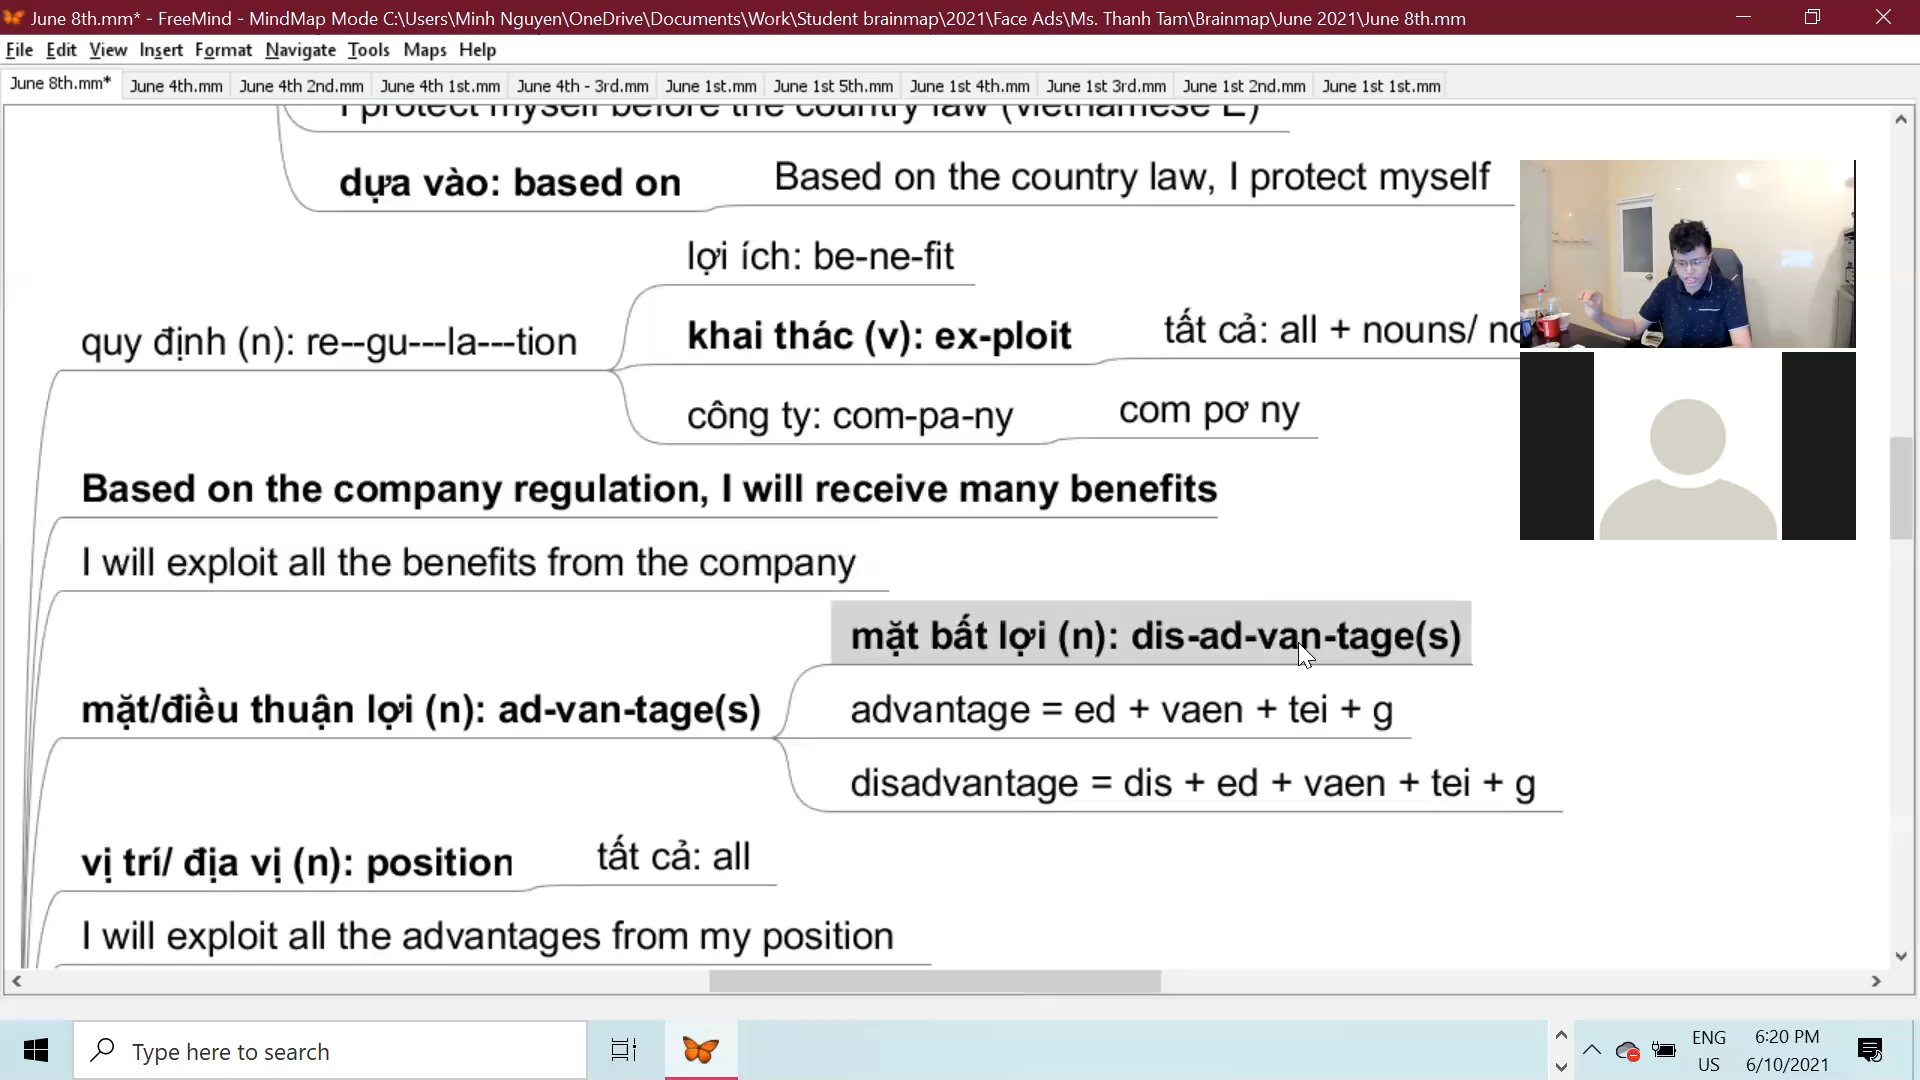 June 8th.mm* - FreeMind - MindMap Mode C:\Users\Minh Nguyen\OneDrive\Documents\Work\Student brainmap\2021\Face Ads\Ms. Thanh Tam\Brainmap\June 2021\June 8th.mm
File Edit View Insert Format Navigate Tools Maps Help
June 8th.mm* June 4th.mm June 4th 2nd.mm June 4th 1st.mm June 4th - 3rd.mm June 1st.mm June 1st 5th.mm June 1st 4th.mm June 1st 3rd.mm June 1st 2nd.mm June 1st 1st.mm
I protect myself before the country law (Vietnamese E)
dựa vào: based on
Based on the country law, I protect myself
quy định (n): re--gu---la---tion
lợi ích: be-ne-fit
khai thác (v): ex-ploit
tất cả: all + nouns/
công ty: com-pa-ny
com pơ ny
Based on the company regulation, I will receive many benefits
I will exploit all the benefits from the company
mặt/điều thuận lợi (n): ad-van-tage(s)
mặt bất lợi (n): dis-ad-van-tage(s)
advantage = ed + vaen + tei + g
disadvantage = dis + ed + vaen + tei + g
vị trí/ địa vị (n): position
tất cả: all
I will exploit all the advantages from my position
Type here to search
ENG
US
6:20 PM
6/10/2021